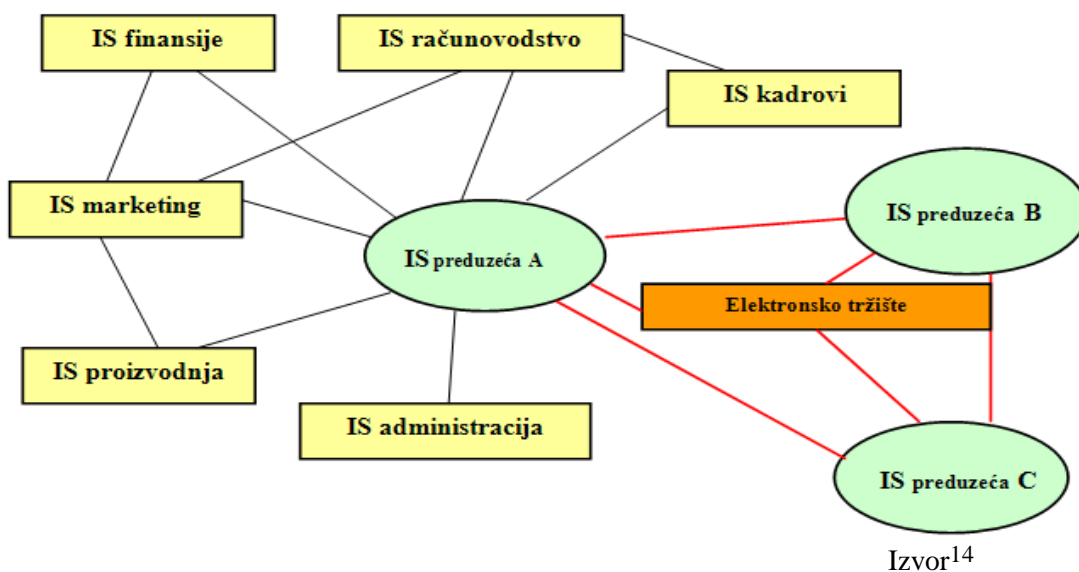 IS finansije
IS računovodstvo
IS kadrovi
IS marketing
IS preduzeća B
IS preduzeća A
Elektronsko tržište
IS proizvodnja
IS administracija
IS preduzeća C
Izvor14